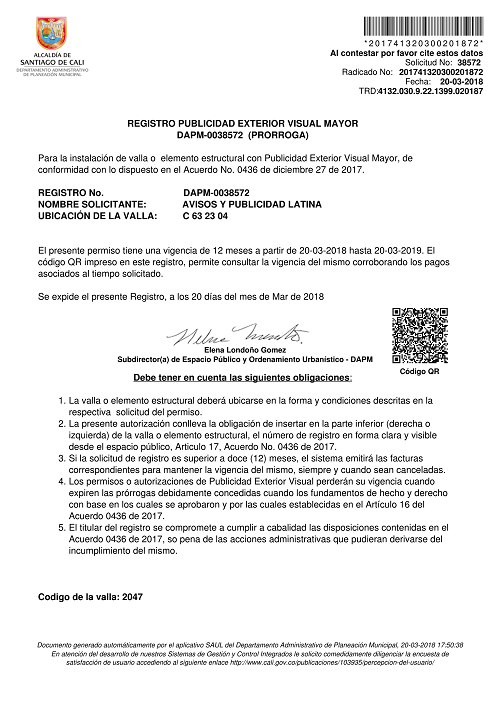 ALCALDÍA DE
SANTIAGO DE CALI
DEPARTAMENTO ADMINISTRATIVO
DE PLANEACIÓN MUNICIPAL
*201741320300201872*
Al contestar por favor cite estos datos
Solicitud No: 38572
Radicado No: 201741320300201872
Fecha: 20-03-2018
TRD:4132.030.9.22.1399.020187
REGISTRO PUBLICIDAD EXTERIOR VISUAL MAYOR
DAPM-0038572 (PRORROGA)
Para la instalación de valla o elemento estructural con Publicidad Exterior Visual Mayor, de
conformidad con lo dispuesto en el Acuerdo No. 0436 de diciembre 27 de 2017.
REGISTRO No. DAPM-0038572
NOMBRE SOLICITANTE: AVISOS Y PUBLICIDAD LATINA
UBICACIÓN DE LA VALLA: C 63 23 04
El presente permiso tiene una vigencia de 12 meses a partir de 20-03-2018 hasta 20-03-2019. El
código QR impreso en este registro, permite consultar la vigencia del mismo corroborando los pagos
asociados al tiempo solicitado.
Se expide el presente Registro, a los 20 días del mes de Mar de 2018
Elena Londoño Gomez
Subdirector(a) de Espacio Público y Ordenamiento Urbanístico - DAPM
Código QR
Debe tener en cuenta las siguientes obligaciones:
1. La valla o elemento estructural deberá ubicarse en la forma y condiciones descritas en la
respectiva solicitud del permiso.
2. La presente autorización conlleva la obligación de insertar en la parte inferior (derecha o
izquierda) de la valla o elemento estructural, el número de registro en forma clara y visible
desde el espacio público, Articulo 17, Acuerdo No. 0436 de 2017.
3. Si la solicitud de registro es superior a doce (12) meses, el sistema emitirá las facturas
correspondientes para mantener la vigencia del mismo, siempre y cuando sean canceladas.
4. Los permisos o autorizaciones de Publicidad Exterior Visual perderán su vigencia cuando
expiren las prórrogas debidamente concedidas cuando los fundamentos de hecho y derecho
con base en los cuales se aprobaron y por las cuales establecidas en el Artículo 16 del
Acuerdo 0436 de 2017.
5. El titular del registro se compromete a cumplir a cabalidad las disposiciones contenidas en el
Acuerdo 0436 de 2017, so pena de las acciones administrativas que pudieran derivarse del
incumplimiento del mismo.
Codigo de la valla: 2047
Documento generado automáticamente por el aplicativo SAUL del Departamento Administrativo de Planeación Municipal, 20-03-2018 17:50:38
En atención del desarrollo de nuestros Sistemas de Gestión y Control Integrados le solicito comedidamente diligenciar la encuesta de
satisfacción de usuario accediendo al siguiente enlace http://www.cali.gov.co/publicaciones/103935/percepcion-del-usuario/